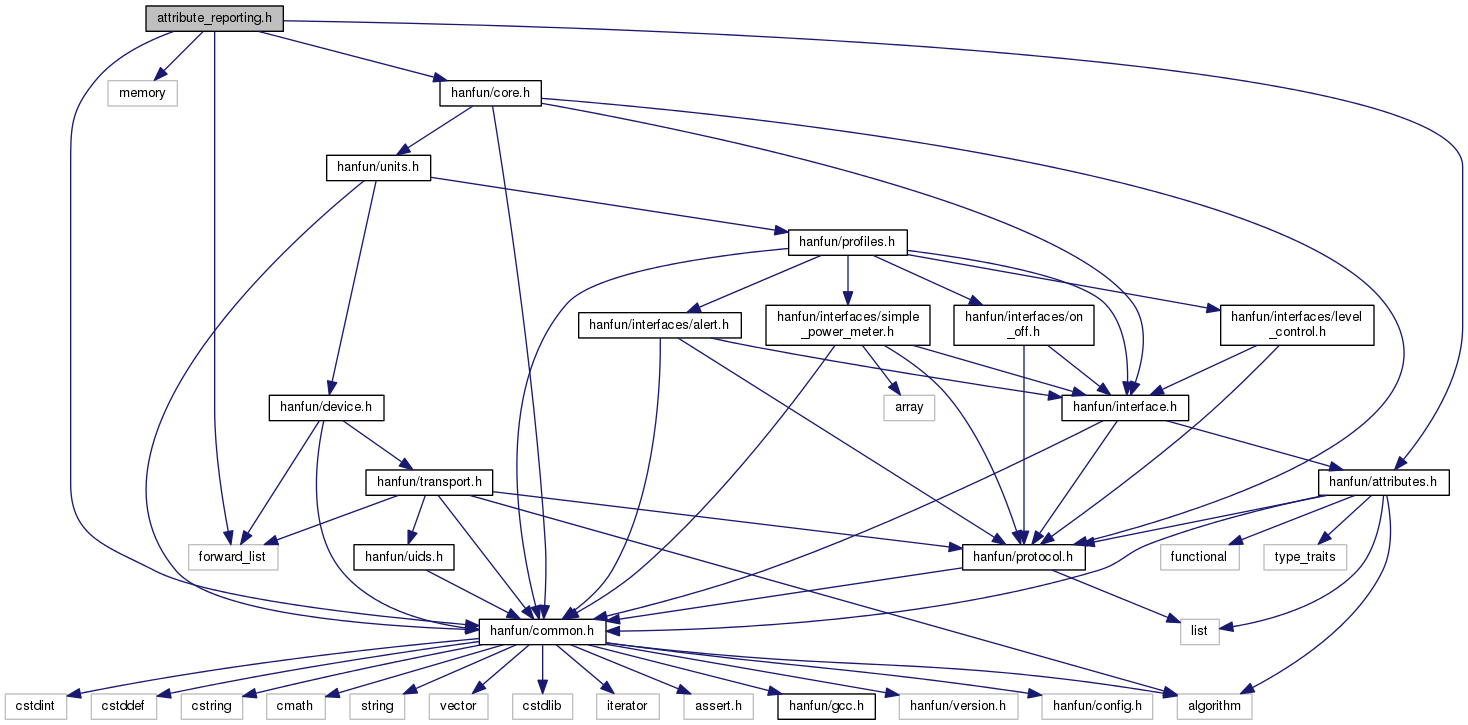 attribute_reporting.h
memory
hanfun/core.h
hanfun/units.h
hanfun/profiles.h
hanfun/interfaces/alert.h
hanfun/interfaces/simple
_power_meter.h
hanfun/interfaces/on
_off.h
hanfun/interfaces/level
_control.h
hanfun/device.h
array
hanfun/interface.h
hanfun/transport.h
hanfun/attributes.h
forward_list
hanfun/uids.h
hanfun/protocol.h
functional
type_traits
hanfun/common.h
list
cstdint
cstddef
cstring
cmath
string
vector
cstdlib
iterator
assert.h
hanfun/gcc.h
hanfun/version.h
hanfun/config.h
algorithm